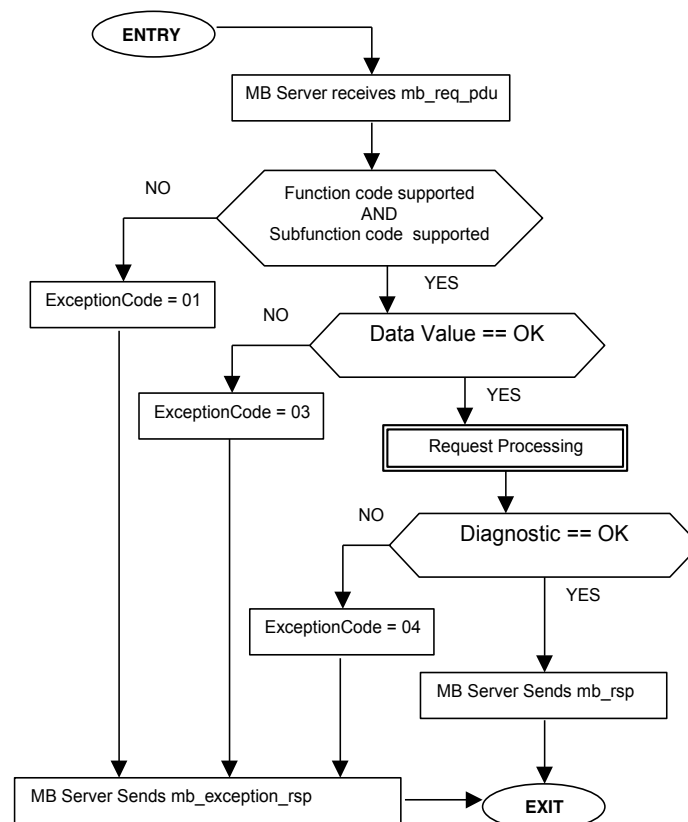 ENTRY
MB Server receives mb_req_pdu
NO
Function code supported
AND
Subfunction code supported
YES
ExceptionCode = 01
NO
Data Value == OK
YES
ExceptionCode = 03
Request Processing
NO
Diagnostic == OK
YES
ExceptionCode = 04
MB Server Sends mb_rsp
MB Server Sends mb_exception_rsp
EXIT